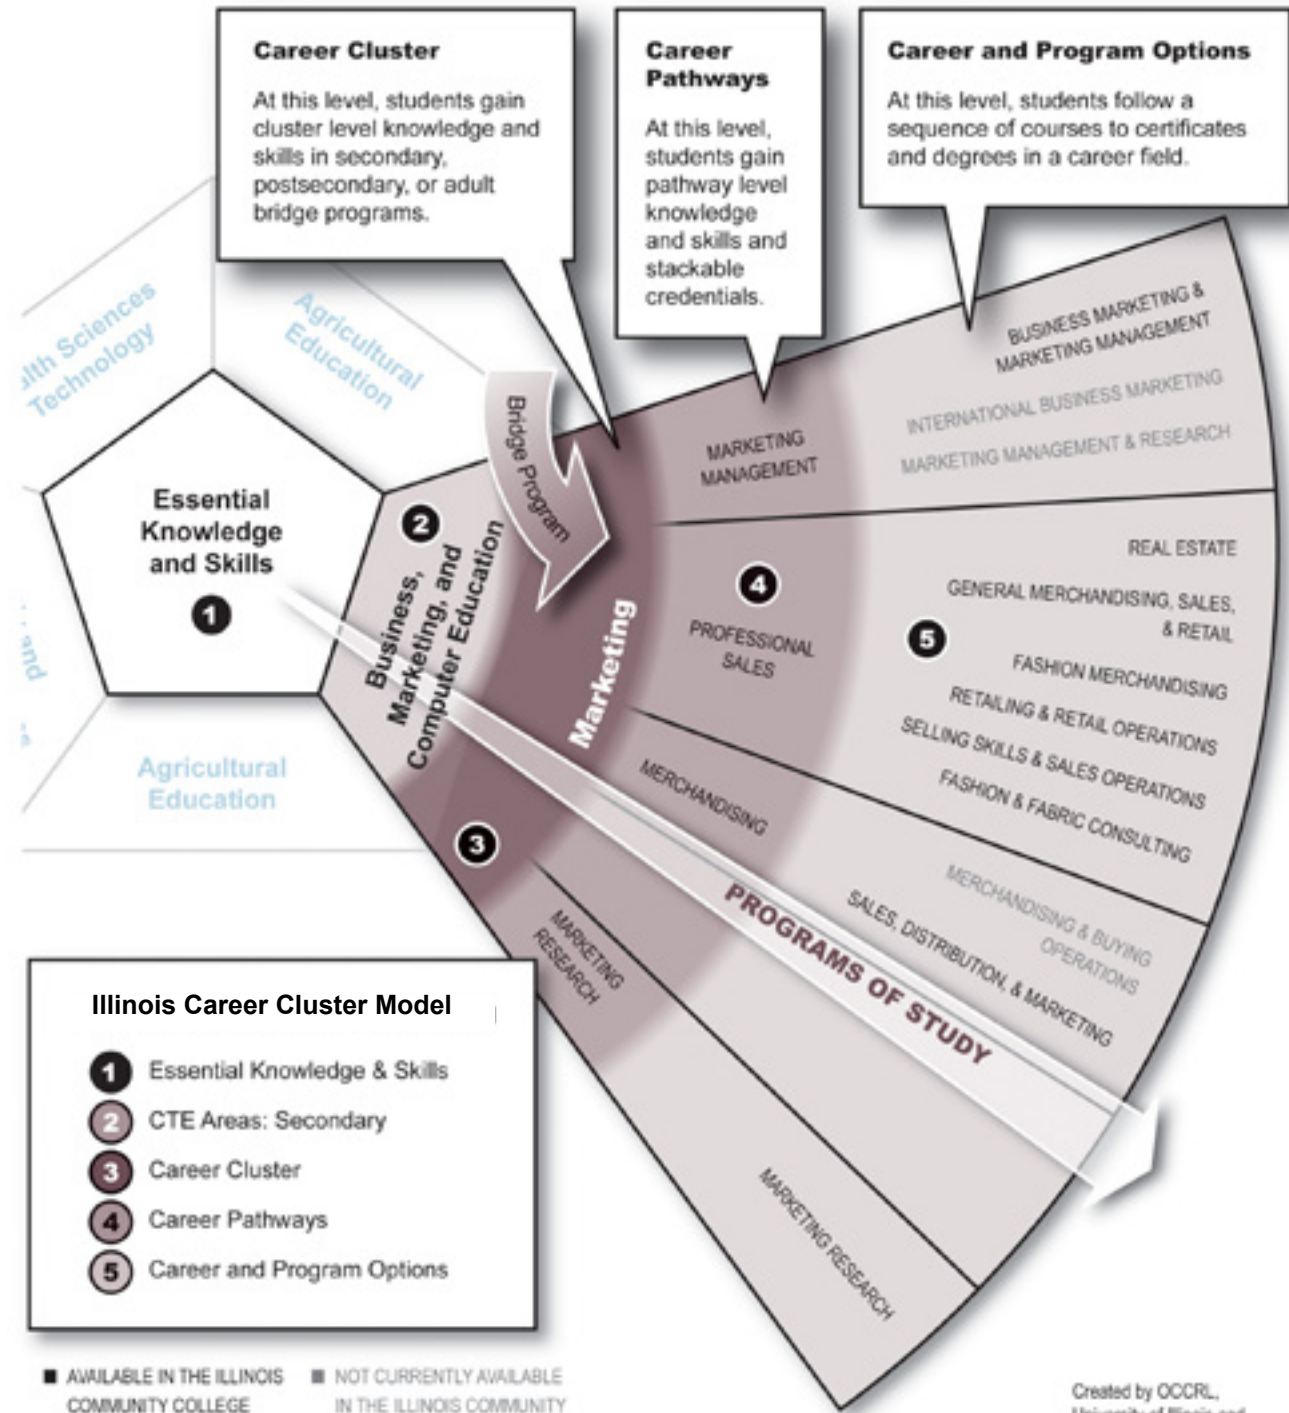 Career Cluster
At this level, students gain
cluster level knowledge and
skills in secondary,
postsecondary, or adult
bridge programs.
Career
Pathways
At this level,
students gain
pathway level
knowledge
and skills and
stackable
credentials.
Career and Program Options
At this level, students follow a
sequence of courses to certificates
and degrees in a career field.
Sciences
Technology
Agricultural
Education
Essential
Knowledge
and Skills
1
and
Agricultural
Education
2
Business,
Marketing, and
Computer Education
Bridge Program
Marketing
3
MARKETING
MANAGEMENT
4
PROFESSIONAL
SALES
MERCHANDISING
MARKETING
RESEARCH
BUSINESS MARKETING &
MARKETING MANAGEMENT
INTERNATIONAL BUSINESS MARKETING
MARKETING MANAGEMENT & RESEARCH
5
REAL ESTATE
GENERAL MERCHANDISING, SALES,
& RETAIL
FASHION MERCHANDISING
RETAILING & RETAIL OPERATIONS
SELLING SKILLS & SALES OPERATIONS
FASHION & FABRIC CONSULTING
MERCHANDISING & BUYING
OPERATIONS
SALES, DISTRIBUTION, & MARKETING
PROGRAMS OF STUDY
MARKETING RESEARCH
Illinois Career Cluster Model
1 Essential Knowledge & Skills
2 CTE Areas: Secondary
3 Career Cluster
4 Career Pathways
5 Career and Program Options
AVAILABLE IN THE ILLINOIS
COMMUNITY COLLEGE
NOT CURRENTLY AVAILABLE
IN THE ILLINOIS COMMUNITY
Created by OCCRL,
University of Illinois and